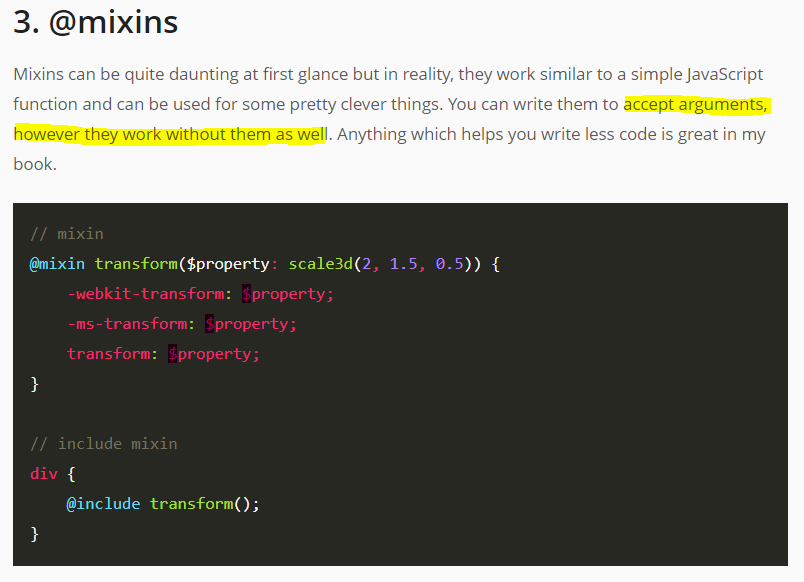 3. @mixins
Mixins can be quite daunting at first glance but in reality, they work similar to a simple JavaScript
function and can be used for some pretty clever things. You can write them to accept arguments,
however they work without them as well. Anything which helps you write less code is great in my
book.
// mixin
@mixin transform($property: scale3d(2, 1.5, 0.5)) {
    -webkit-transform: $property;
    -ms-transform: $property;
    transform: $property;
}
// include mixin
div {
    @include transform();
}